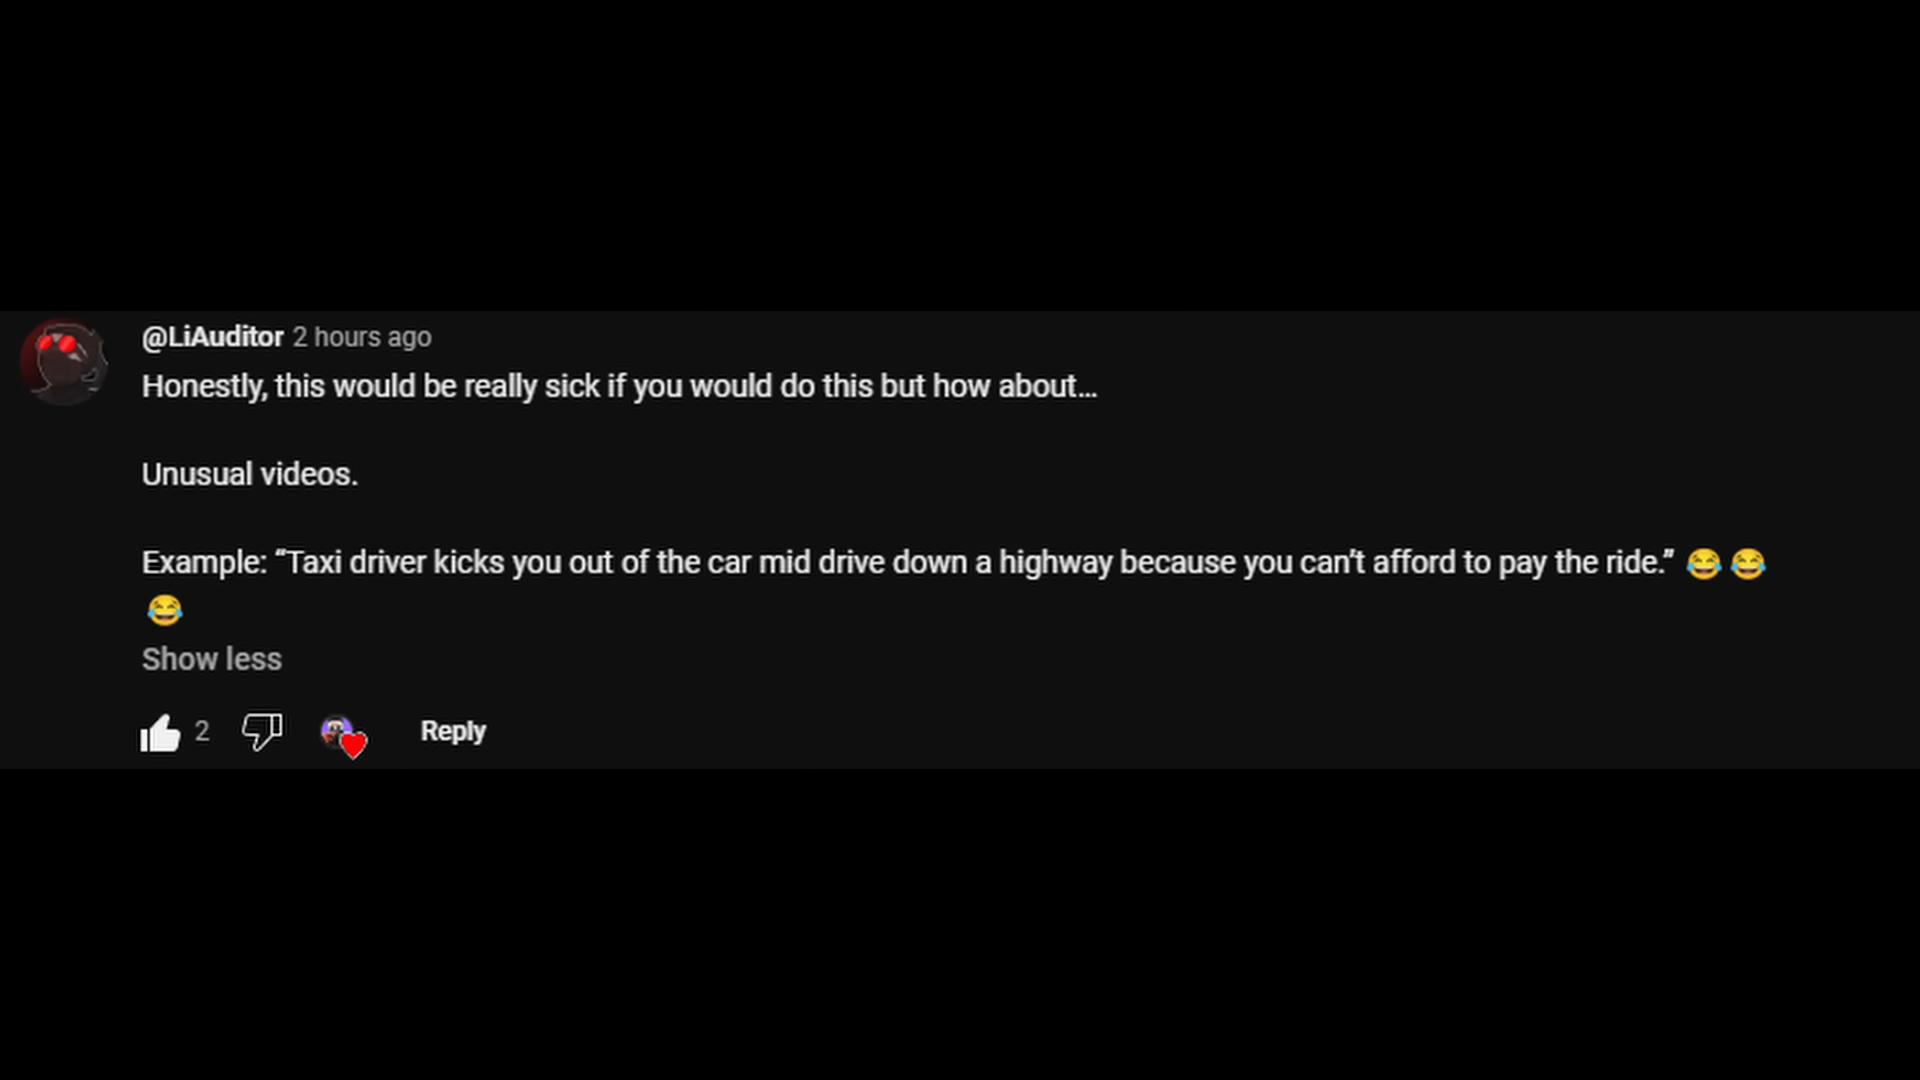 @LiAuditor 2 hours ago
Honestly, this would be really sick if you would do this but how about...
Unusual videos.
Example: “Taxi driver kicks you out of the car mid drive down a highway because you can’t afford to pay the ride.” 😂😂
😂
Show less
2 Reply